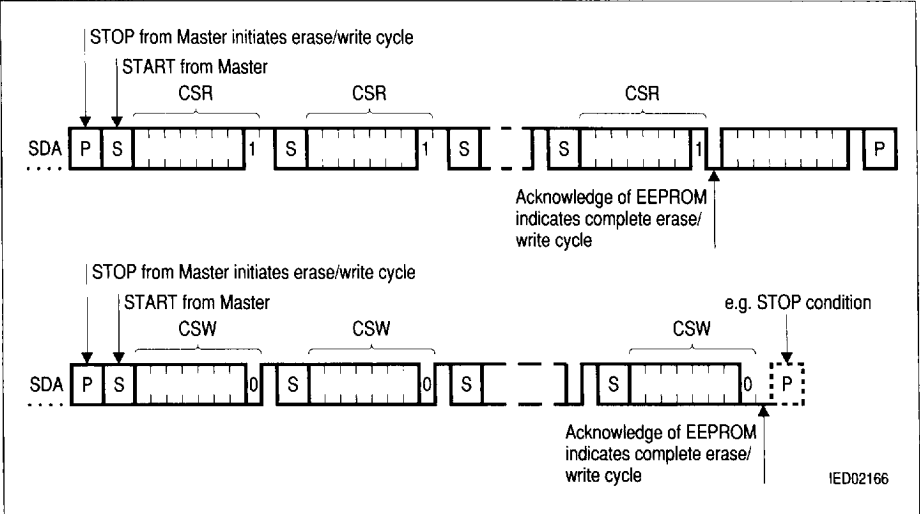 STOP from Master initiates erase/write cycle
START from Master
CSR CSR CSR
SDA P S 1 S 1 S S 1 P
Acknowledge of EEPROM
indicates complete erase/
write cycle
STOP from Master initiates erase/write cycle
START from Master
e.g. STOP condition
CSW CSW CSW
SDA P S 0 S 0 S S 0 P
Acknowledge of EEPROM
indicates complete erase/
write cycle
IED02166